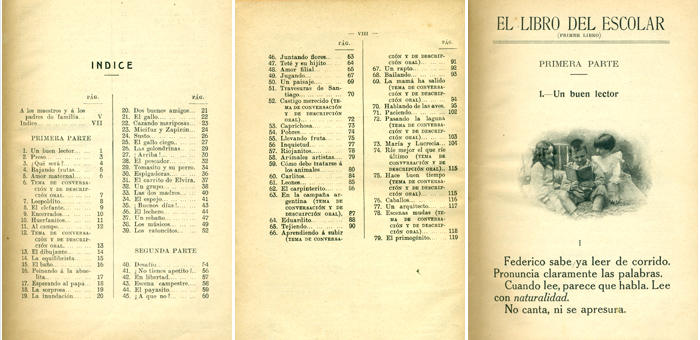 INDICE
PÁG.
A los maestros y á los
padres de familia. V
Indice. VII
PRIMERA PARTE
1. Un buen lector 1
2. Preso 3
3. ¿Qué será? 4
4. Bajando frutas 5
5. Amor maternal 6
6. TEMA DE CONVERSA-
CIÓN Y DE DESCRIP-
CIÓN ORAL 7
7. Leopoldito 8
8. El elefante 9
9. Encerrados 10
10. Huerfanitos 11
11. Al campo 12
12. TEMA DE CONVERSA-
CIÓN Y DE DESCRIP-
CIÓN ORAL 13
13. El dibujante 14
14. La equilibrista 15
15. El baño 16
16. Peinando á la abue-
lita 17
17. Esperando al papá 18
18. La sorpresa 19
19. La inundación 20
PÁG.
20. Dos buenos amigos 21
21. El gallo 22
22. Cazando mariposas 23
23. Micifuz y Zapirón 24
24. Susto 26
25. El gallo ciego 27
26. Las golondrinas 29
27. ¡Arriba! 30
28. El pescador 32
29. Tomasito y su perro 34
30. Espigadoras 36
31. El carrito de Elvira 37
32. Un grupo 38
33. Las dos madres 40
34. El espejo 41
35. ¡Buenos días! 43
36. El lechero 44
37. Un rebaño 47
38. Los músicos 49
39. Los ratoncitos 52
SEGUNDA PARTE
40. Desafío 54
41. ¡No tienes apetito! 56
42. En libertad 57
43. Escena campestre 58
44. El payasito 59
45. ¡A que no! 60
— VIII —
PÁG.
46. Juntando flores 63
47. Teté y su hijito 64
48. Amor filial 65
49. Jugando 67
50. Un paisaje 69
51. Travesuras de San-
tiago 70
52. Castigo merecido (TE-
MA DE CONVERSACIÓN
Y DE DESCRIPCIÓN
ORAL) 72
53. Caprichosa 73
54. Pobres 74
55. Llevando fruta 75
56. Inquietud 77
57. Riojanitos 78
58. Animales artistas 79
59. Cómo debo tratarse á
los animales 80
60. Carlitos 84
61. Leones 85
62. El carpinterito 86
63. En la campaña ar-
gentina (TEMA DE
CONVERSACIÓN Y DE
DESCRIPCIÓN ORAL) 87
64. Eduardito 88
65. Tejiendo 90
66. Aprendiendo á subir
(TEMA DE CONVERSA-
PÁG.
CIÓN Y DE DESCRIP-
CIÓN ORAL) 91
67. Un rapto 92
68. Bailando 93
69. La mamá ha salido
(TEMA DE CONVERSA-
CIÓN Y DE DESCRIP-
CIÓN ORAL) 94
70. Hablando de las aves 95
71. Paciendo 102
72. Pasando la laguna
(TEMA DE CONVERSA-
CIÓN Y DE DESCRIP-
CIÓN ORAL) 103
73. María y Lucrecia 104
74. Ríe mejor el que ríe
último (TEMA DE
CONVERSACIÓN Y DE
DESCRIPCIÓN ORAL) 115
75. Hace buen tiempo
(TEMA DE CONVERSA-
CIÓN Y DE DESCRIP-
CIÓN ORAL) 115
76. Caballos 116
77. Un arquitecto 117
78. Escenas mudas (TE-
MA DE CONVERSACIÓN
Y DE DESCRIPCIÓN
ORAL) 118
79. El primogénito 119
EL LIBRO DEL ESCOLAR
(PRIMER LIBRO)
PRIMERA PARTE
I.—Un buen lector
I
Federico sabe ya leer de corrido.
Pronuncia claramente las palabras.
Cuando lee, parece que habla. Lee
con naturalidad.
No canta, ni se apresura.